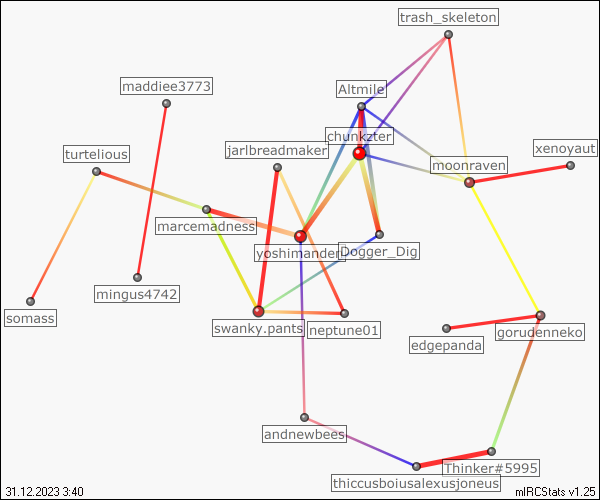 trash_skeleton
maddiee3773
Altmile
chunkzter
jarlbreadmaker
xenoyaut
turtelious
moonraven
marcemadness
yoshimander
Dogger_Dig
mingus4742
somass
swanky.pants
neptune01
gorudenneko
edgepanda
andnewbees
Thinker#5995
thiccusboiusalexusjoneus
31.12.2023 3:40
mIRCStats v1.25